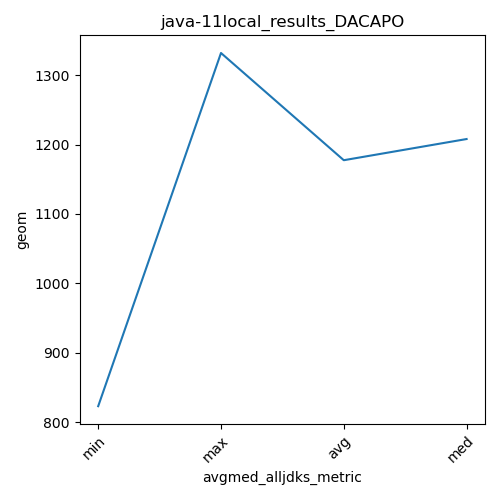 java-11local_results_DACAPO
1300
1200
1100
1000
900
800
geom
min
max
avg
med
avgmed_alljdks_metric